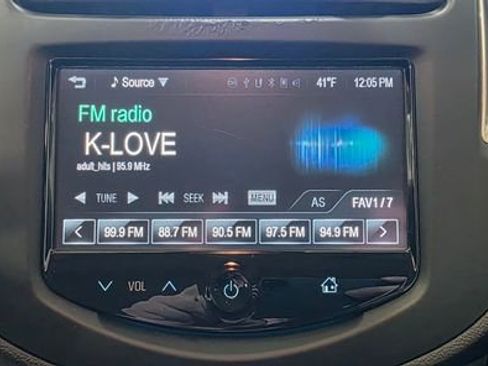 Source 41°F 12:05 PM
FM radio
K-LOVE
adult_hits | 95.9 MHz
TUNE SEEK MENU AS FAV1/7
99.9 FM 88.7 FM 90.5 FM 97.5 FM 94.9 FM
VOL